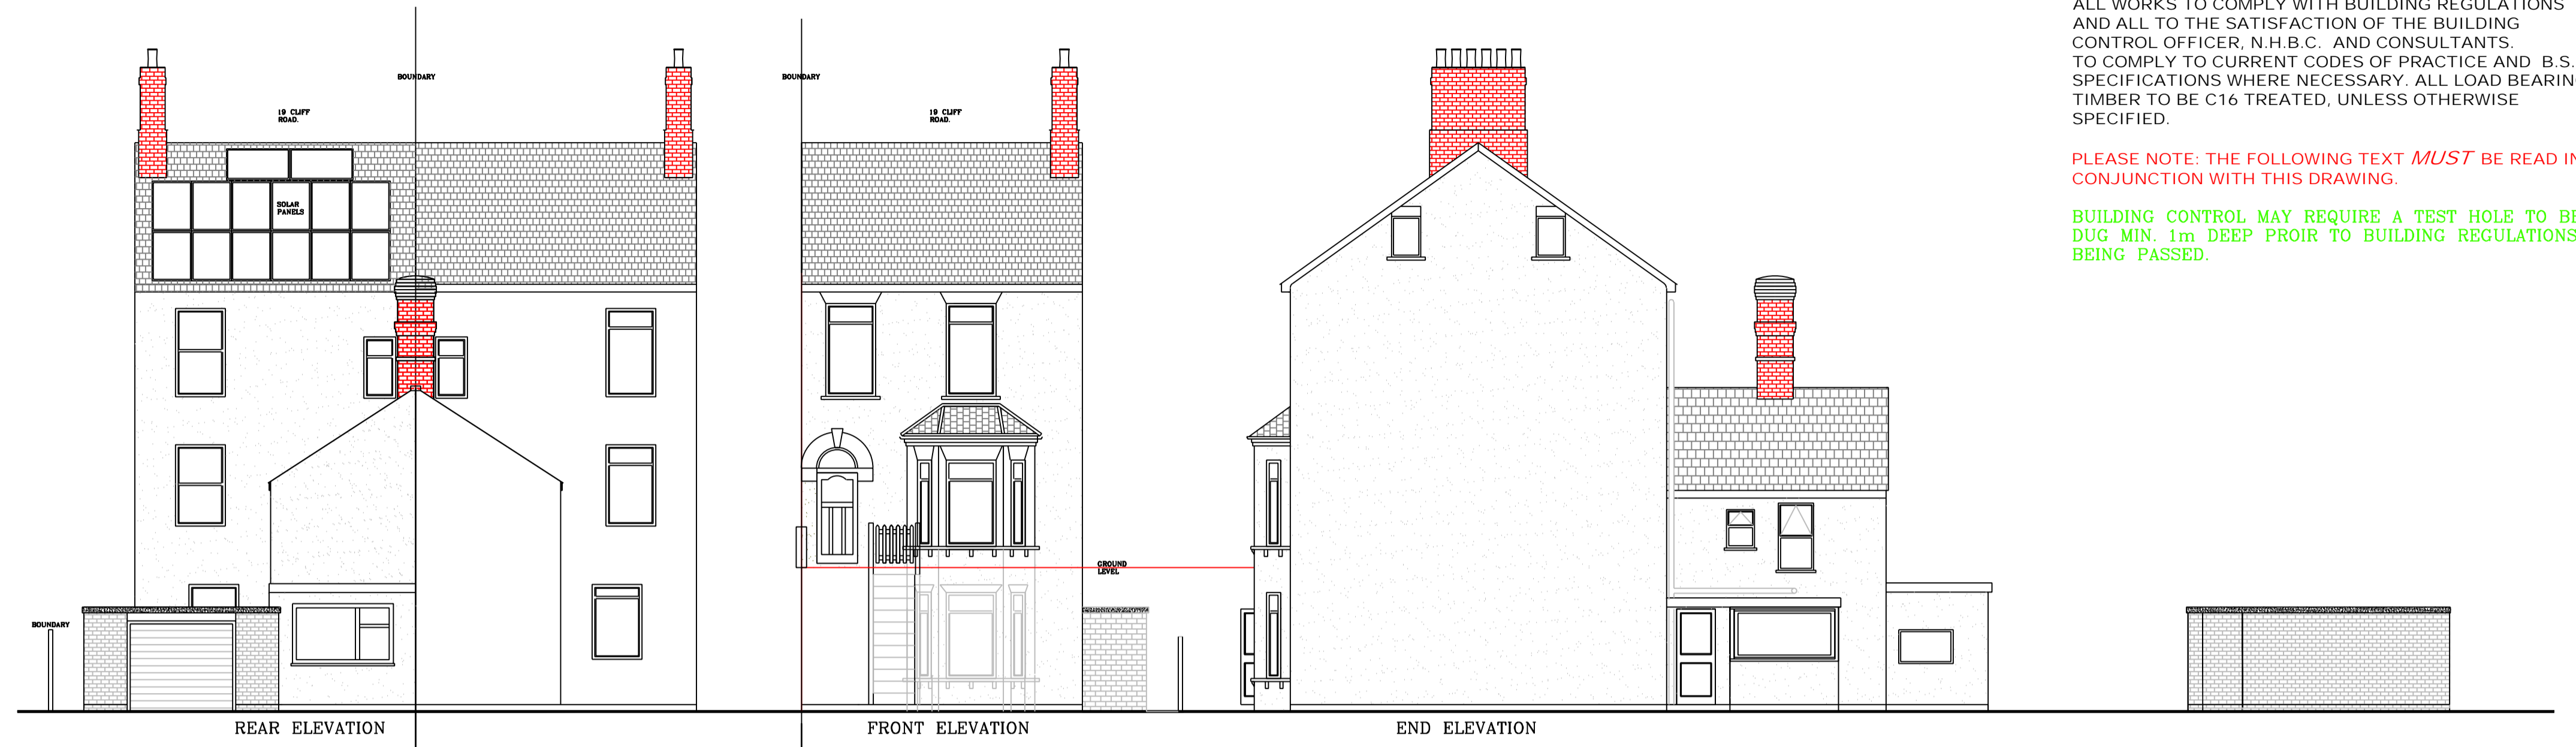 ALL WORKS TO COMPLY WITH BUILDING REGULATIONS
AND ALL TO THE SATISFACTION OF THE BUILDING
CONTROL OFFICER, N.H.B.C. AND CONSULTANTS.
TO COMPLY TO CURRENT CODES OF PRACTICE AND B.S.
SPECIFICATIONS WHERE NECESSARY. ALL LOAD BEARIN
TIMBER TO BE C16 TREATED, UNLESS OTHERWISE
SPECIFIED.
PLEASE NOTE: THE FOLLOWING TEXT MUST BE READ IN
CONJUNCTION WITH THIS DRAWING.
BUILDING CONTROL MAY REQUIRE A TEST HOLE TO BE
DUG MIN. 1m DEEP PROIR TO BUILDING REGULATIONS
BEING PASSED.
BOUNDARY
BOUNDARY
19 CLIFF
ROAD.
19 CLIFF
ROAD.
SOLAR
PANELS
GROUND
LEVEL
BOUNDARY
REAR ELEVATION
FRONT ELEVATION
END ELEVATION